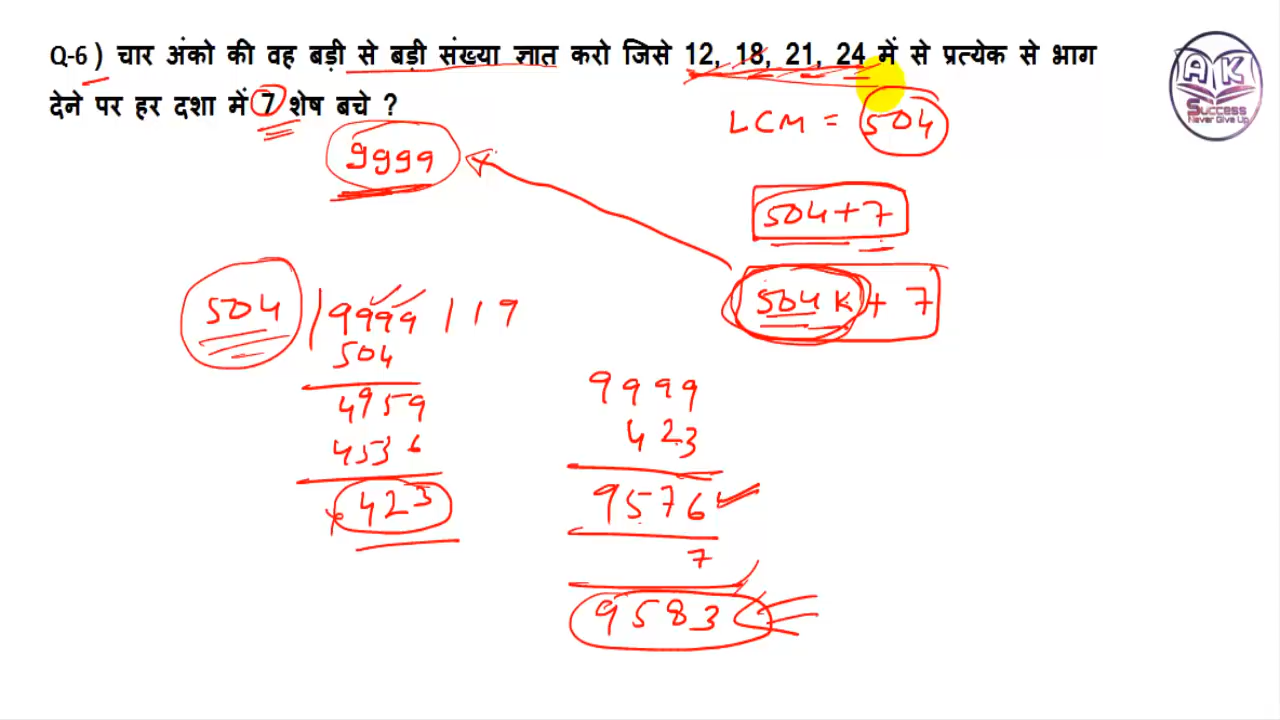 Q-6 ) चार अंको की वह बड़ी से बड़ी संख्या ज्ञात करो जिसे 12, 18, 21, 24 में से प्रत्येक से भाग
देने पर हर दशा में 7 शेष बचे ?
AK
Success
Never Give Up
LCM = 504
9999
504 + 7
504 K + 7
504 | 9999 | 19
504
4959
4536
423
9999
423
9576
7
9583